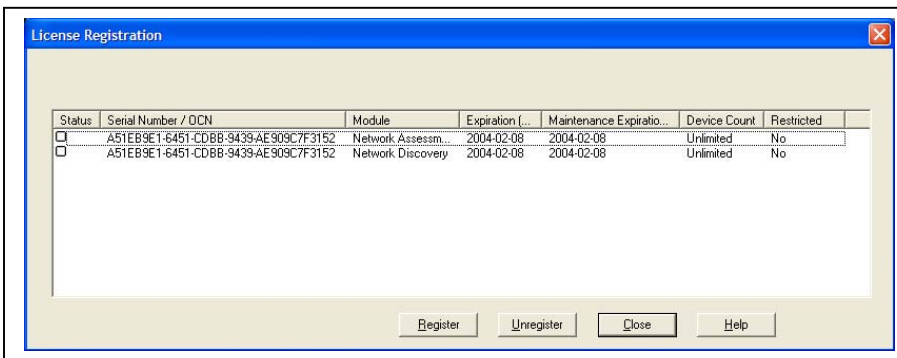 License Registration
Status Serial Number / OCN Module Expiration (... Maintenance Expiratio... Device Count Restricted
A51EB9E1-6451-CDBB-9439-AE909C7F3152 Network Assessm... 2004-02-08 2004-02-08 Unlimited No
A51EB9E1-6451-CDBB-9439-AE909C7F3152 Network Discovery 2004-02-08 2004-02-08 Unlimited No
Register Unregister Close Help